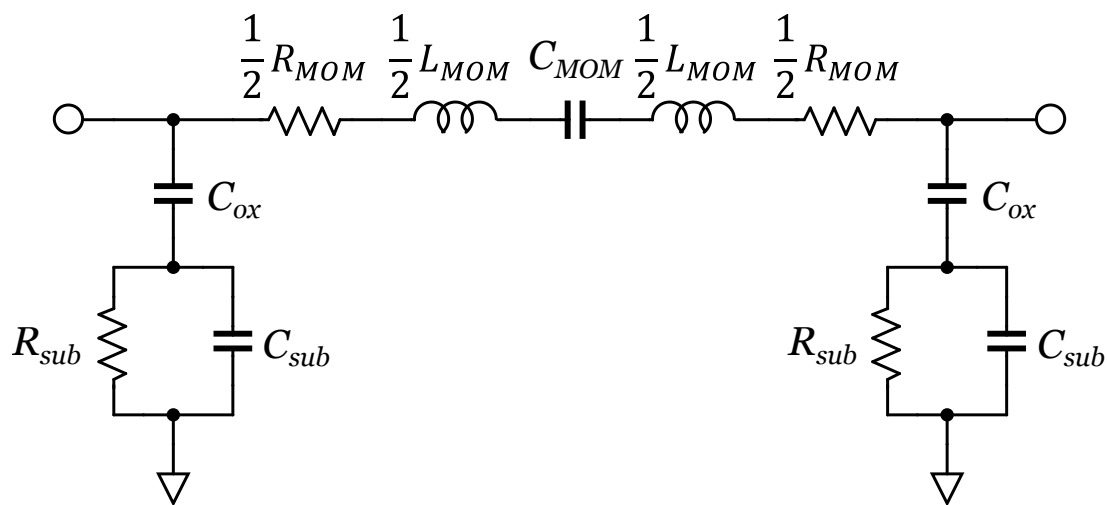 ½ R_MOM ½ L_MOM C_MOM ½ L_MOM ½ R_MOM
C_ox C_ox
R_sub C_sub R_sub C_sub